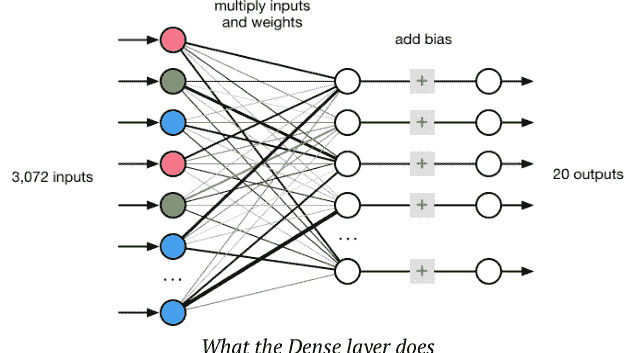 multiply inputs
and weights
add bias
3,072 inputs
+
+
+
+
+
20 outputs
...
...
What the Dense layer does